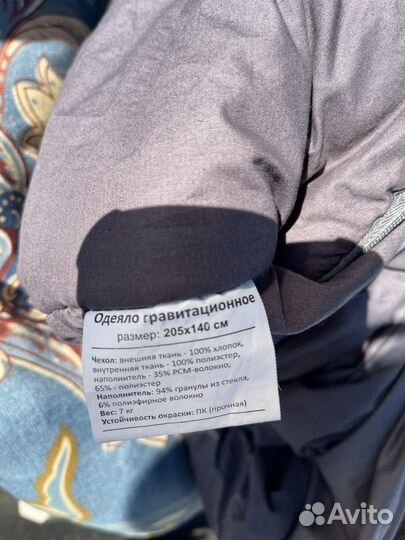 Одеяло гравитационное
размер: 205х140 см
Чехол: внешняя ткань - 100% хлопок,
внутренняя ткань - 100% полиэстер,
наполнитель - 35% PCM-волокно,
65% - полиэстер
Наполнитель: 94% гранулы из стекла,
6% полиэфирное волокно
Вес: 7 кг
Устойчивость окраски: ПК (прочная)
Avito